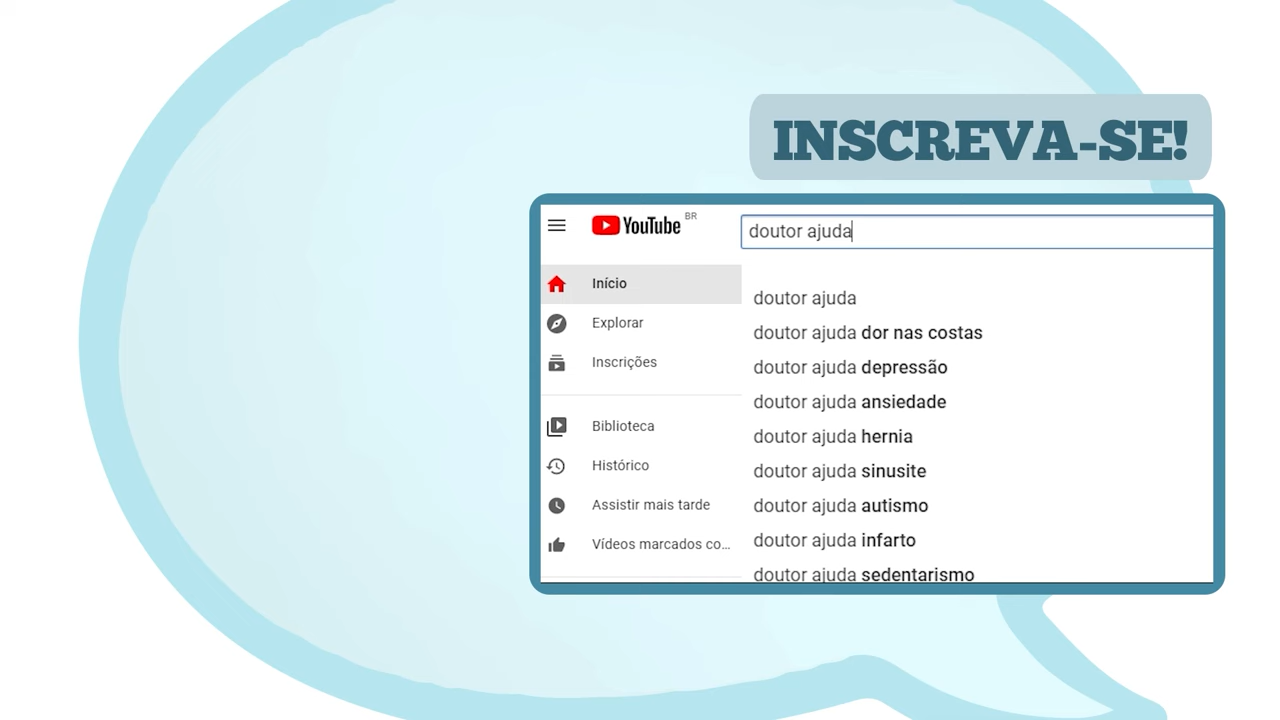 INSCREVA-SE!
YouTube BR
doutor ajuda
Início
Explorar
Inscrições
Biblioteca
Histórico
Assistir mais tarde
Vídeos marcados co...
doutor ajuda
doutor ajuda dor nas costas
doutor ajuda depressão
doutor ajuda ansiedade
doutor ajuda hernia
doutor ajuda sinusite
doutor ajuda autismo
doutor ajuda infarto
doutor ajuda sedentarismo